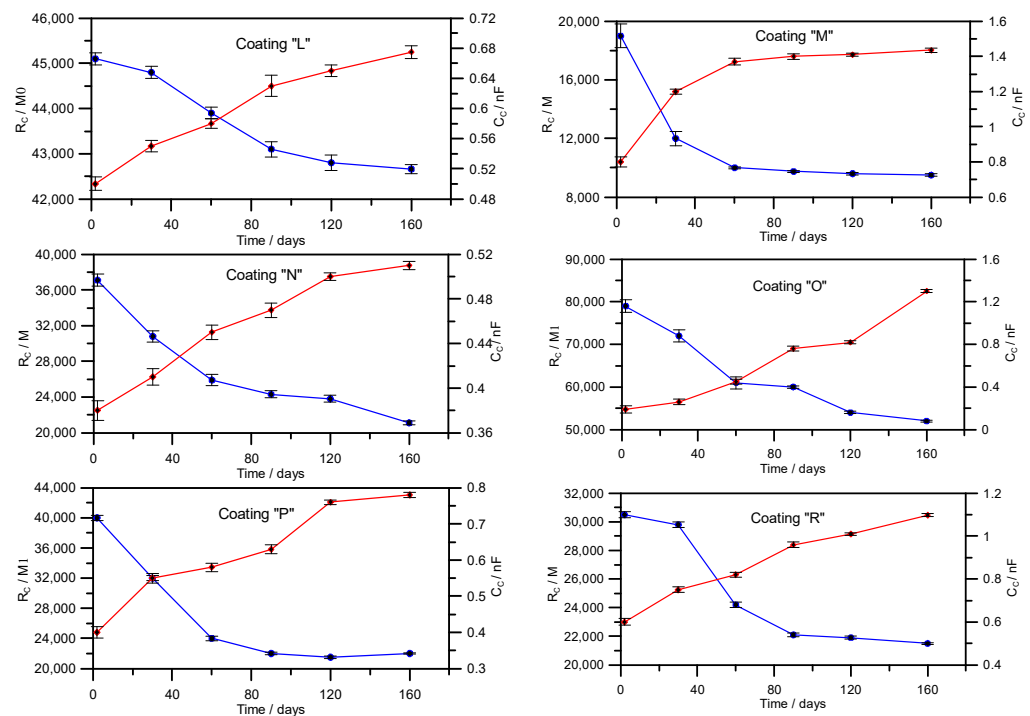 Coating "L"
46,000
45,000
44,000
43,000
42,000
R_C / M0
0.72
0.68
0.64
0.6
0.56
0.52
0.48
C_C / nF
0 40 80 120 160
Time / days
Coating "M"
20,000
16,000
12,000
8,000
R_C / M
1.6
1.4
1.2
1
0.8
0.6
C_C / nF
0 40 80 120 160
Time / days
Coating "N"
40,000
36,000
32,000
28,000
24,000
20,000
R_C / M
0.52
0.48
0.44
0.4
0.36
C_C / nF
0 40 80 120 160
Time / days
Coating "O"
90,000
80,000
70,000
60,000
50,000
R_C / M1
1.6
1.2
0.8
0.4
0
C_C / nF
0 40 80 120 160
Time / days
Coating "P"
44,000
40,000
36,000
32,000
28,000
24,000
20,000
R_C / M1
0.8
0.7
0.6
0.5
0.4
0.3
C_C / nF
0 40 80 120 160
Time / days
Coating "R"
32,000
30,000
28,000
26,000
24,000
22,000
20,000
R_C / M
1.2
1
0.8
0.6
0.4
C_C / nF
0 40 80 120 160
Time / days